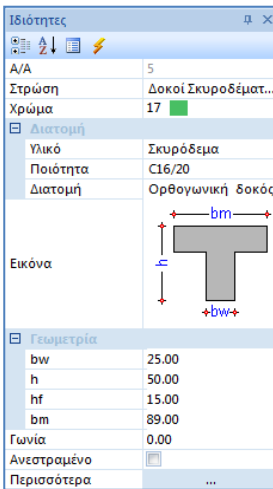 Ιδιότητες
Α/Α 5
Στρώση Δοκοί Σκυροδέματ...
Χρώμα 17
Διατομή
Υλικό Σκυρόδεμα
Ποιότητα C16/20
Διατομή Ορθογωνική δοκός
Εικόνα
bm
h
bw
Γεωμετρία
bw 25.00
h 50.00
hf 15.00
bm 89.00
Γωνία 0.00
Ανεστραμένο
Περισσότερα ...